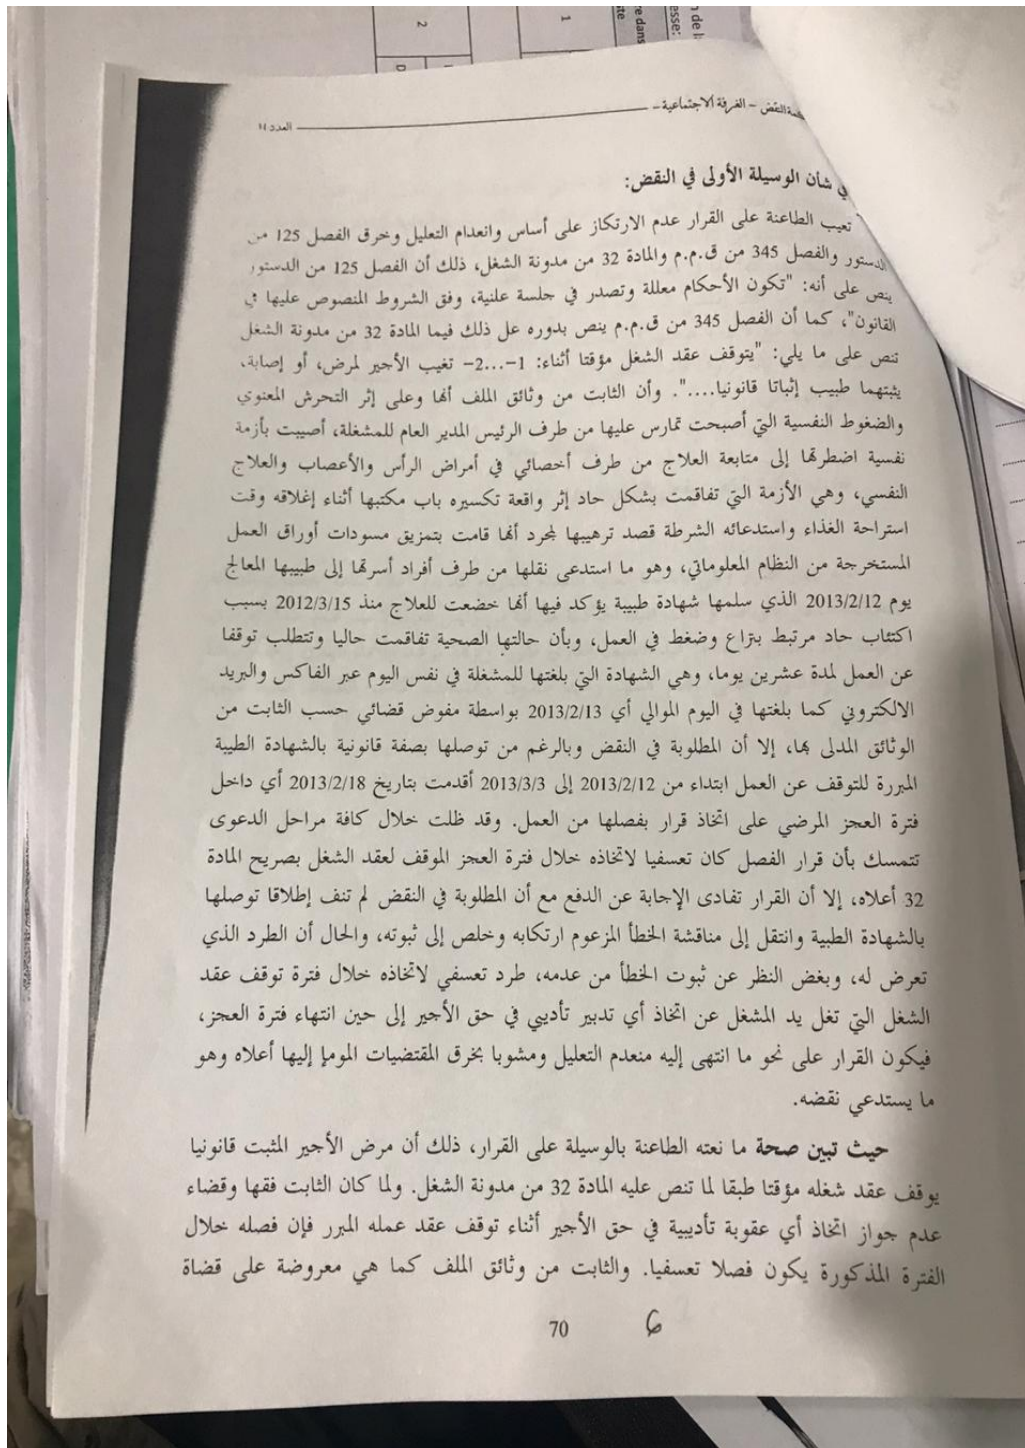 2
1
esse:
re dans
ste
النقض - الغرفة الاجتماعية -
العدد 14
شأن الوسيلة الأولى في النقض:
تعيب الطاعنة على القرار عدم الارتكاز على أساس وانعدام التعليل وخرق الفصل 125 من
الدستور والفصل 345 من ق.م.م والمادة 32 من مدونة الشغل، ذلك أن الفصل 125 من الدستور
ينص على أنه: "تكون الأحكام معللة وتصدر في جلسة علنية، وفق الشروط المنصوص عليها في
القانون"، كما أن الفصل 345 من ق.م.م ينص بدوره عل ذلك فيما المادة 32 من مدونة الشغل
تنص على ما يلي: "يتوقف عقد الشغل مؤقتا أثناء: 1-...2- تغيب الأجير لمرض، أو إصابة،
يثبتهما طبيب إثباتا قانونيا....". وأن الثابت من وثائق الملف أنها وعلى إثر التحرش المعنوي
والضغوط النفسية التي أصبحت تمارس عليها من طرف الرئيس المدير العام للمشغلة، أصيبت بأزمة
نفسية اضطرتها إلى متابعة العلاج من طرف أخصائي في أمراض الرأس والأعصاب والعلاج
النفسي، وهي الأزمة التي تفاقمت بشكل حاد إثر واقعة تكسيره باب مكتبها أثناء إغلاقه وقت
استراحة الغذاء واستدعائه الشرطة قصد ترهيبها لمجرد أنها قامت بتمزيق مسودات أوراق العمل
المستخرجة من النظام المعلوماتي، وهو ما استدعى نقلها من طرف أفراد أسرتها إلى طبيبها المعالج
يوم 2013/2/12 الذي سلمها شهادة طبية يؤكد فيها أنها خضعت للعلاج منذ 2012/3/15 بسبب
اكتئاب حاد مرتبط بنزاع وضغط في العمل، وبأن حالتها الصحية تفاقمت حاليا وتتطلب توقفا
عن العمل لمدة عشرين يوما، وهي الشهادة التي بلغتها للمشغلة في نفس اليوم عبر الفاكس والبريد
الالكتروني كما بلغتها في اليوم الموالي أي 2013/2/13 بواسطة مفوض قضائي حسب الثابت من
الوثائق المدلى بها، إلا أن المطلوبة في النقض وبالرغم من توصلها بصفة قانونية بالشهادة الطيبة
المبررة للتوقف عن العمل ابتداء من 2013/2/12 إلى 2013/3/3 أقدمت بتاريخ 2013/2/18 أي داخل
فترة العجز المرضي على اتخاذ قرار بفصلها من العمل. وقد ظلت خلال كافة مراحل الدعوى
تتمسك بأن قرار الفصل كان تعسفيا لاتخاذه خلال فترة العجز الموقف لعقد الشغل بصريح المادة
32 أعلاه، إلا أن القرار تفادى الإجابة عن الدفع مع أن المطلوبة في النقض لم تنف إطلاقا توصلها
بالشهادة الطبية وانتقل إلى مناقشة الخطأ المزعوم ارتكابه وخلص إلى ثبوته، والحال أن الطرد الذي
تعرض له، وبغض النظر عن ثبوت الخطأ من عدمه، طرد تعسفي لاتخاذه خلال فترة توقف عقد
الشغل التي تغل يد المشغل عن اتخاذ أي تدبير تأديبي في حق الأجير إلى حين انتهاء فترة العجز،
فيكون القرار على نحو ما انتهى إليه منعدم التعليل ومشوبا بخرق المقتضيات المومإ إليها أعلاه وهو
ما يستدعي نقضه.
حيث تبين صحة ما نعته الطاعنة بالوسيلة على القرار، ذلك أن مرض الأجير المثبت قانونيا
يوقف عقد شغله مؤقتا طبقا لما تنص عليه المادة 32 من مدونة الشغل. ولما كان الثابت فقها وقضاء
عدم جواز اتخاذ أي عقوبة تأديبية في حق الأجير أثناء توقف عقد عمله المبرر فإن فصله خلال
الفترة المذكورة يكون فصلا تعسفيا. والثابت من وثائق الملف كما هي معروضة على قضاة
70 6